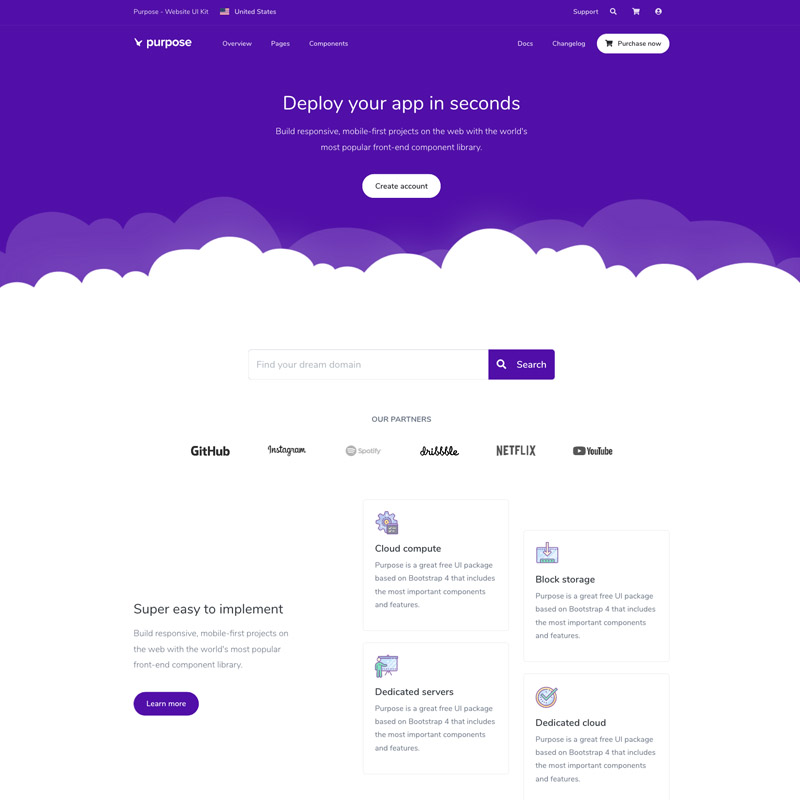 Purpose - Website UI Kit United States Support
purpose Overview Pages Components Docs Changelog Purchase now
Deploy your app in seconds
Build responsive, mobile-first projects on the web with the world's
most popular front-end component library.
Create account
Find your dream domain Search
OUR PARTNERS
GitHub Instagram Spotify dribbble NETFLIX YouTube
Super easy to implement
Build responsive, mobile-first projects on
the web with the world's most popular
front-end component library.
Learn more
Cloud compute
Purpose is a great free UI package
based on Bootstrap 4 that includes
the most important components
and features.
Dedicated servers
Purpose is a great free UI package
based on Bootstrap 4 that includes
the most important components
and features.
Block storage
Purpose is a great free UI package
based on Bootstrap 4 that includes
the most important components
and features.
Dedicated cloud
Purpose is a great free UI package
based on Bootstrap 4 that includes
the most important components
and features.